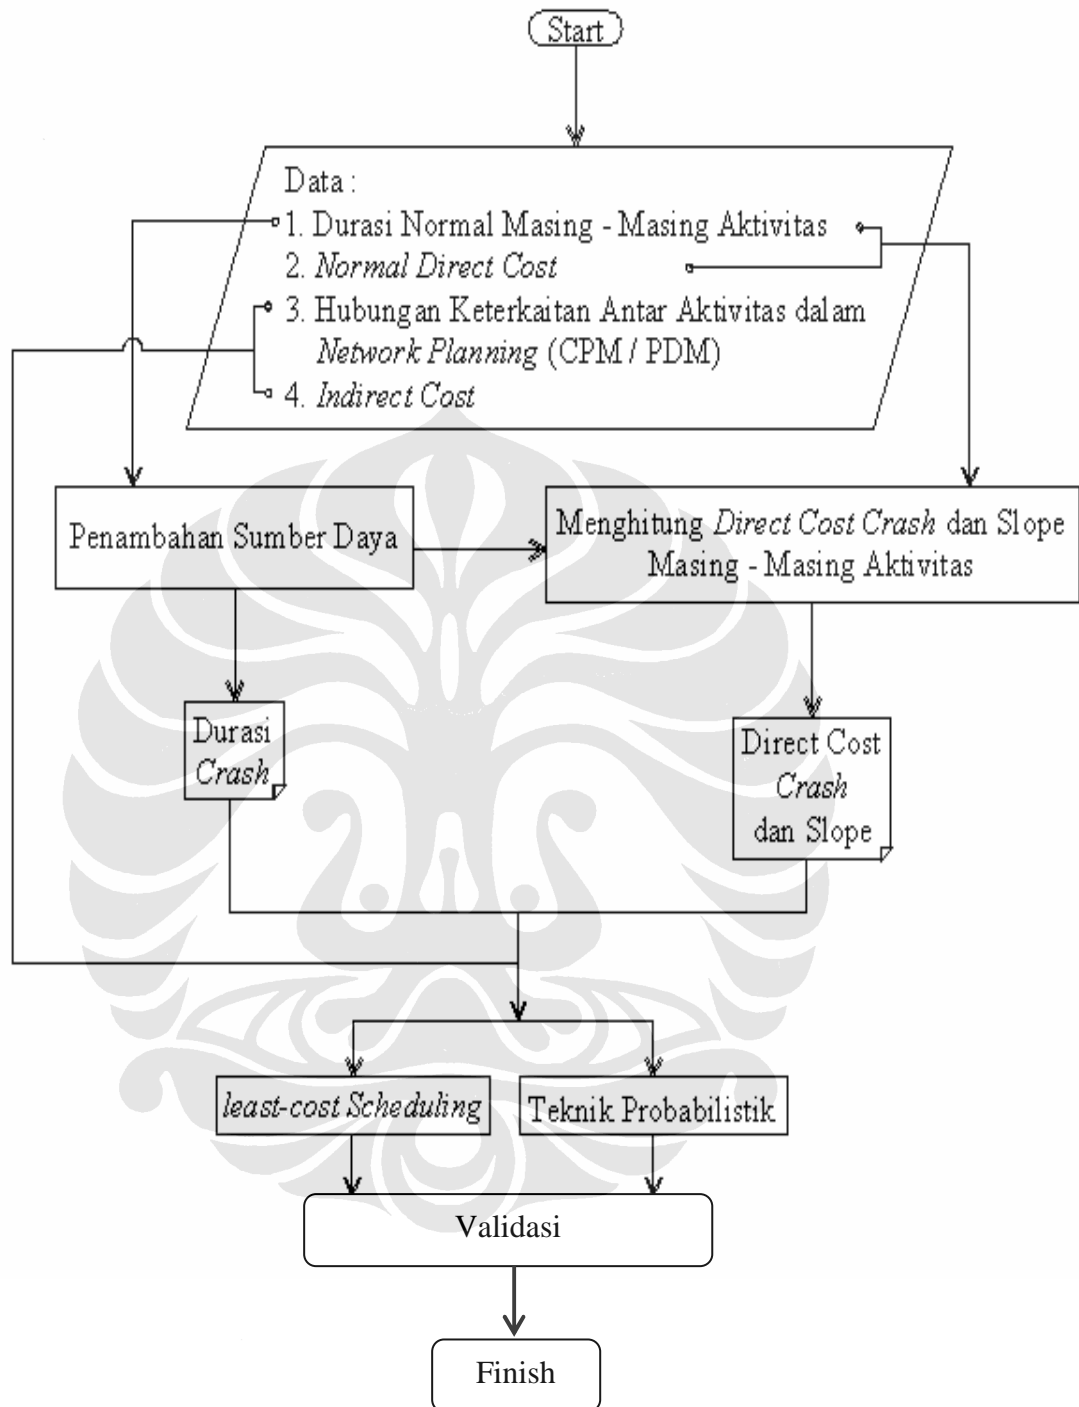 Start
Data :
1. Durasi Normal Masing - Masing Aktivitas
2. Normal Direct Cost
3. Hubungan Keterkaitan Antar Aktivitas dalam
Network Planning (CPM / PDM)
4. Indirect Cost
Penambahan Sumber Daya
Menghitung Direct Cost Crash dan Slope
Masing - Masing Aktivitas
Durasi
Crash
Direct Cost
Crash
dan Slope
least-cost Scheduling
Teknik Probabilistik
Validasi
Finish